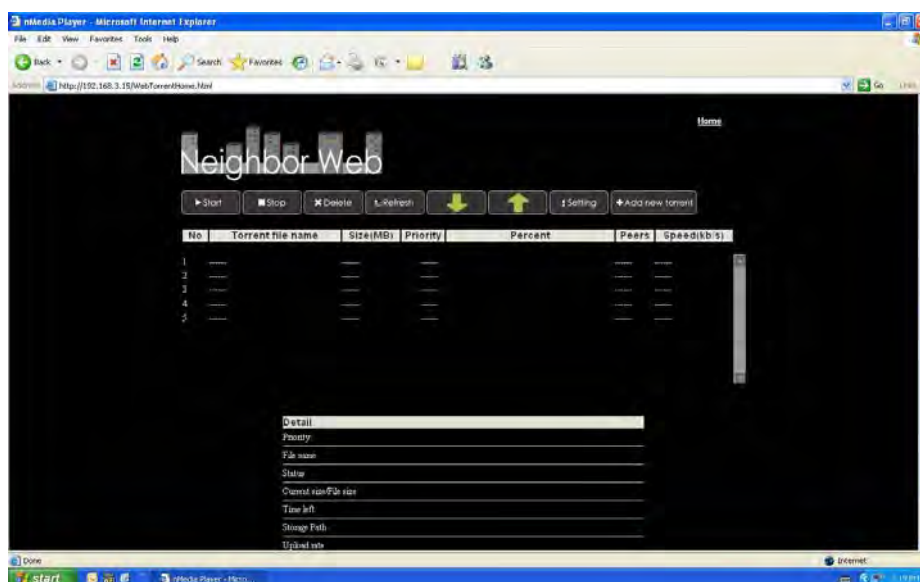 nMedia Player - Microsoft Internet Explorer
File Edit View Favorites Tools Help
Back Search Favorites
Address http://192.168.3.15/WebTorrentHome.html Go Links
Home
Neighbor Web
Start Stop Delete Refresh Setting Add new torrent
No Torrent file name Size(MB) Priority Percent Peers Speed(kb/s)
1 ------ ------ ------ ------ ------
2 ------ ------ ------ ------ ------
3 ------ ------ ------ ------ ------
4 ------ ------ ------ ------ ------
5 ------ ------ ------ ------ ------
Detail
Priority
File name
Status
Current size/File size
Time left
Storage Path
Upload rate
Done Internet
start nMedia Player - Micro...